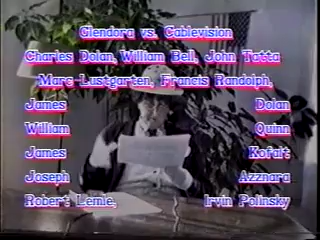 Glendora vs. Cablevision
Charles Dolan, William Bell, John Tatta
Marc Lustgarten, Francis Randolph,
James Dolan
William Quinn
James Kofalt
Joseph Azznara
Robert Lemle, Irvin Polinsky